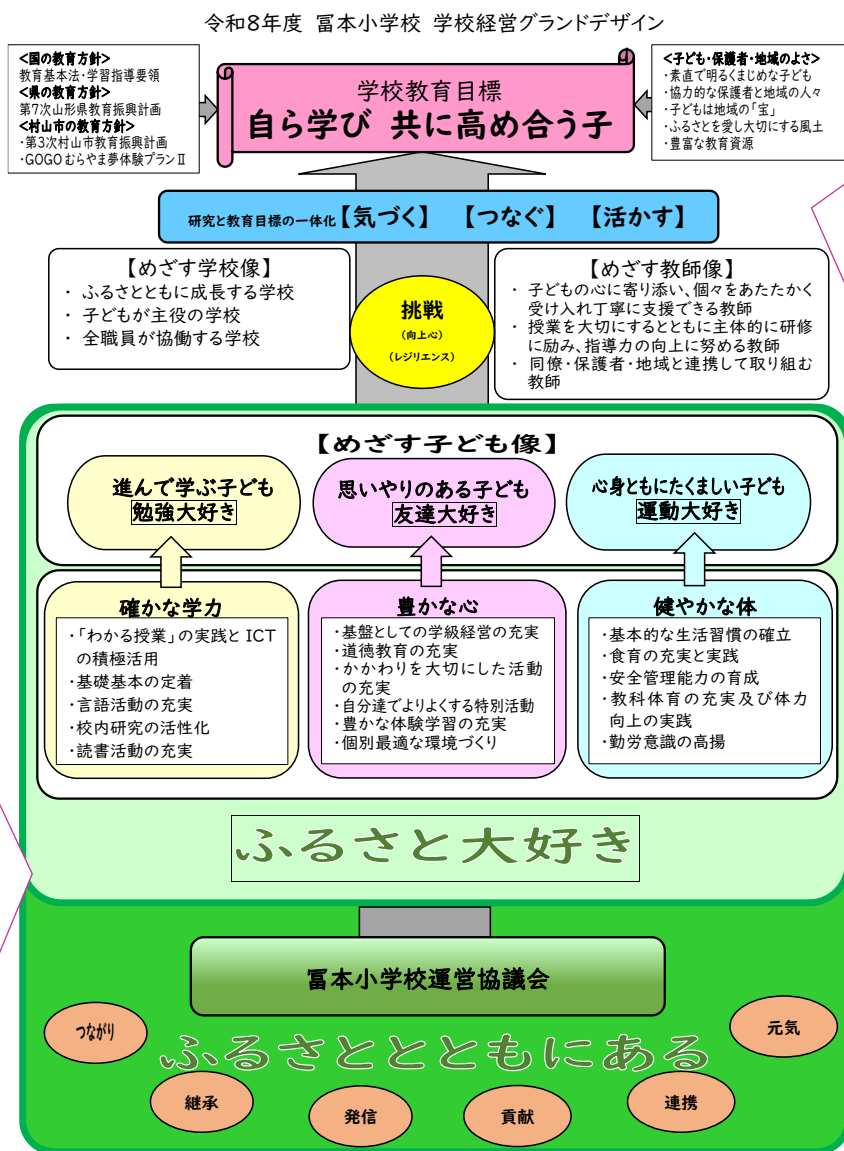 令和8年度 冨本小学校 学校経営グランドデザイン
<国の教育方針>
教育基本法・学習指導要領
<県の教育方針>
第7次山形県教育振興計画
<村山市の教育方針>
・第3次村山市教育振興計画
・GOGOむらやま夢体験プランⅡ
学校教育目標
自ら学び 共に高め合う子
<子ども・保護者・地域のよさ>
・素直で明るくまじめな子ども
・協力的な保護者と地域の人々
・子どもは地域の「宝」
・ふるさとを愛し大切にする風土
・豊富な教育資源
研究と教育目標の一体化【気づく】 【つなぐ】 【活かす】
【めざす学校像】
・ ふるさとともに成長する学校
・ 子どもが主役の学校
・ 全職員が協働する学校
挑戦
(向上心)
(レジリエンス)
【めざす教師像】
・ 子どもの心に寄り添い、個々をあたたかく
受け入れ丁寧に支援できる教師
・ 授業を大切にするとともに主体的に研修
に励み、指導力の向上に努める教師
・ 同僚・保護者・地域と連携して取り組む
教師
【めざす子ども像】
進んで学ぶ子ども
勉強大好き
思いやりのある子ども
友達大好き
心身ともにたくましい子ども
運動大好き
確かな学力
・「わかる授業」の実践と ICT
の積極活用
・基礎基本の定着
・言語活動の充実
・校内研究の活性化
・読書活動の充実
豊かな心
・基盤としての学級経営の充実
・道徳教育の充実
・かかわりを大切にした活動
の充実
・自分達でよりよくする特別活動
・豊かな体験学習の充実
・個別最適な環境づくり
健やかな体
・基本的な生活習慣の確立
・食育の充実と実践
・安全管理能力の育成
・教科体育の充実及び体力
向上の実践
・勤労意識の高揚
ふるさと大好き
冨本小学校運営協議会
つながり
元気
ふるさととともにある
継承
発信
貢献
連携